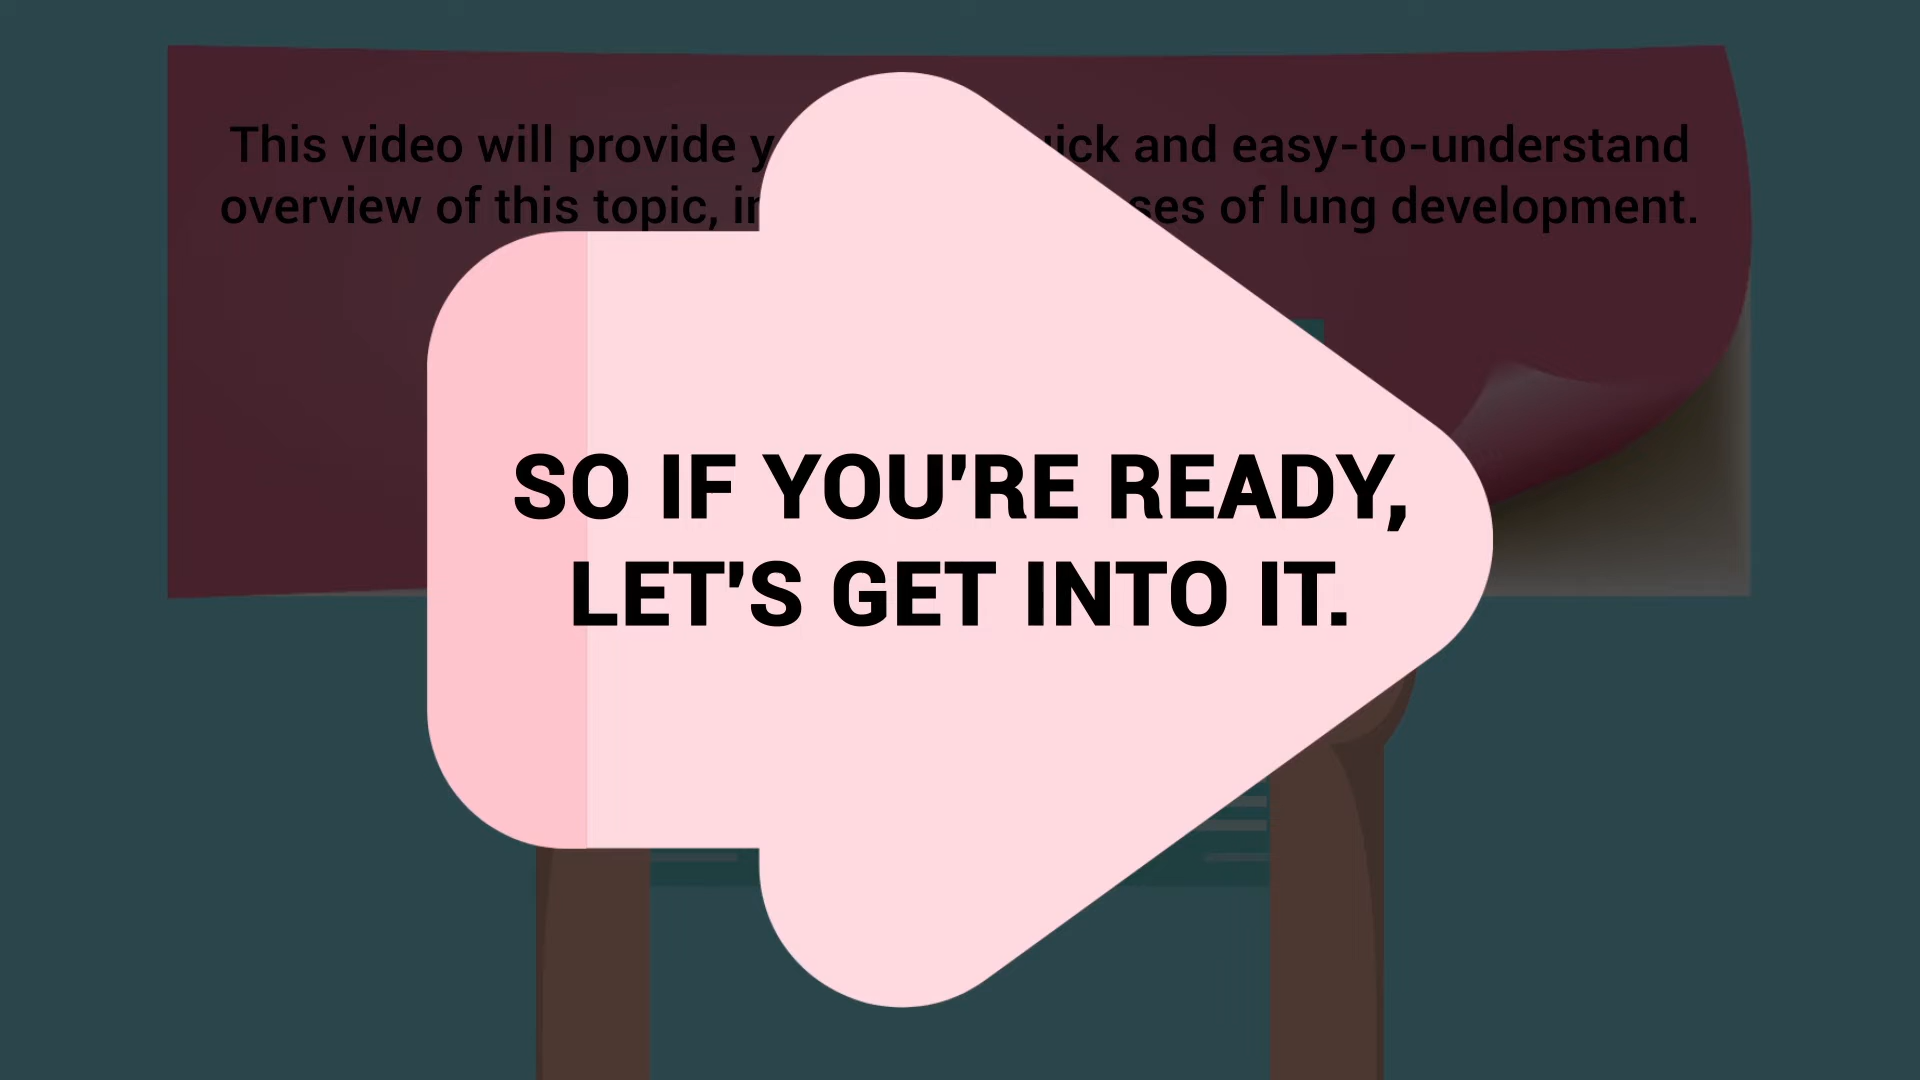 This video will provide
ick and easy-to-understand
overview of this topic,
ses of lung development.
SO IF YOU'RE READY,
LET'S GET INTO IT.